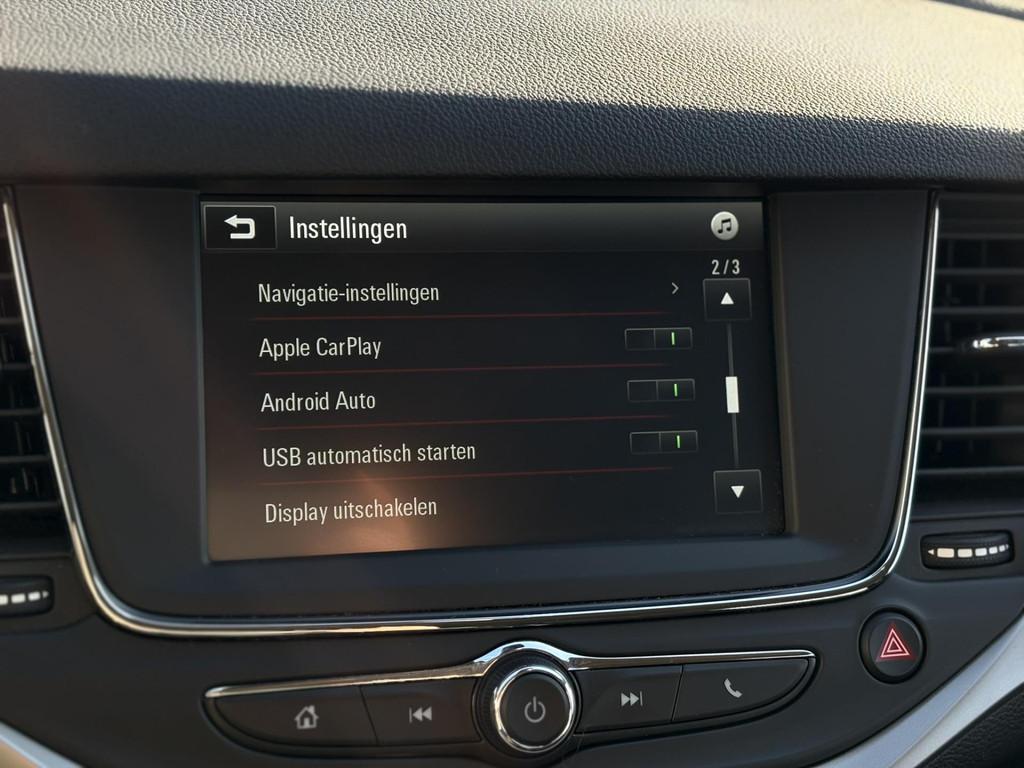 Instellingen
2/3
Navigatie-instellingen
Apple CarPlay
Android Auto
USB automatisch starten
Display uitschakelen